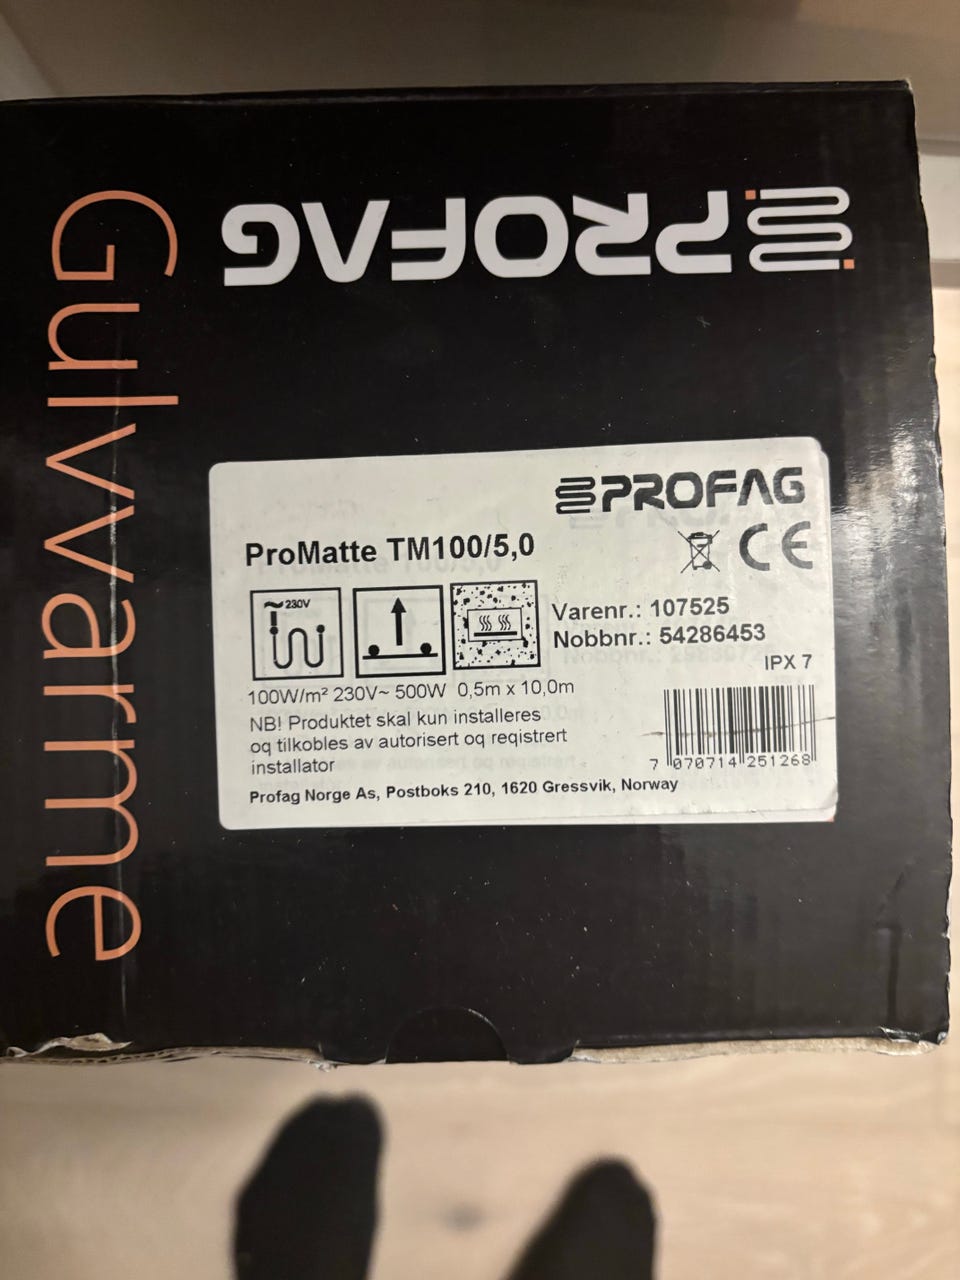 PROFAG
Gulvarme
PROFAG
ProMatte TM100/5,0
CE
~ 230V
Varenr.: 107525
Nobbnr.: 54286453
IPX 7
100W/m² 230V~ 500W 0,5m x 10,0m
NB! Produktet skal kun installeres
og tilkobles av autorisert og registrert
installatør
7 070714 251268
Profag Norge As, Postboks 210, 1620 Gressvik, Norway